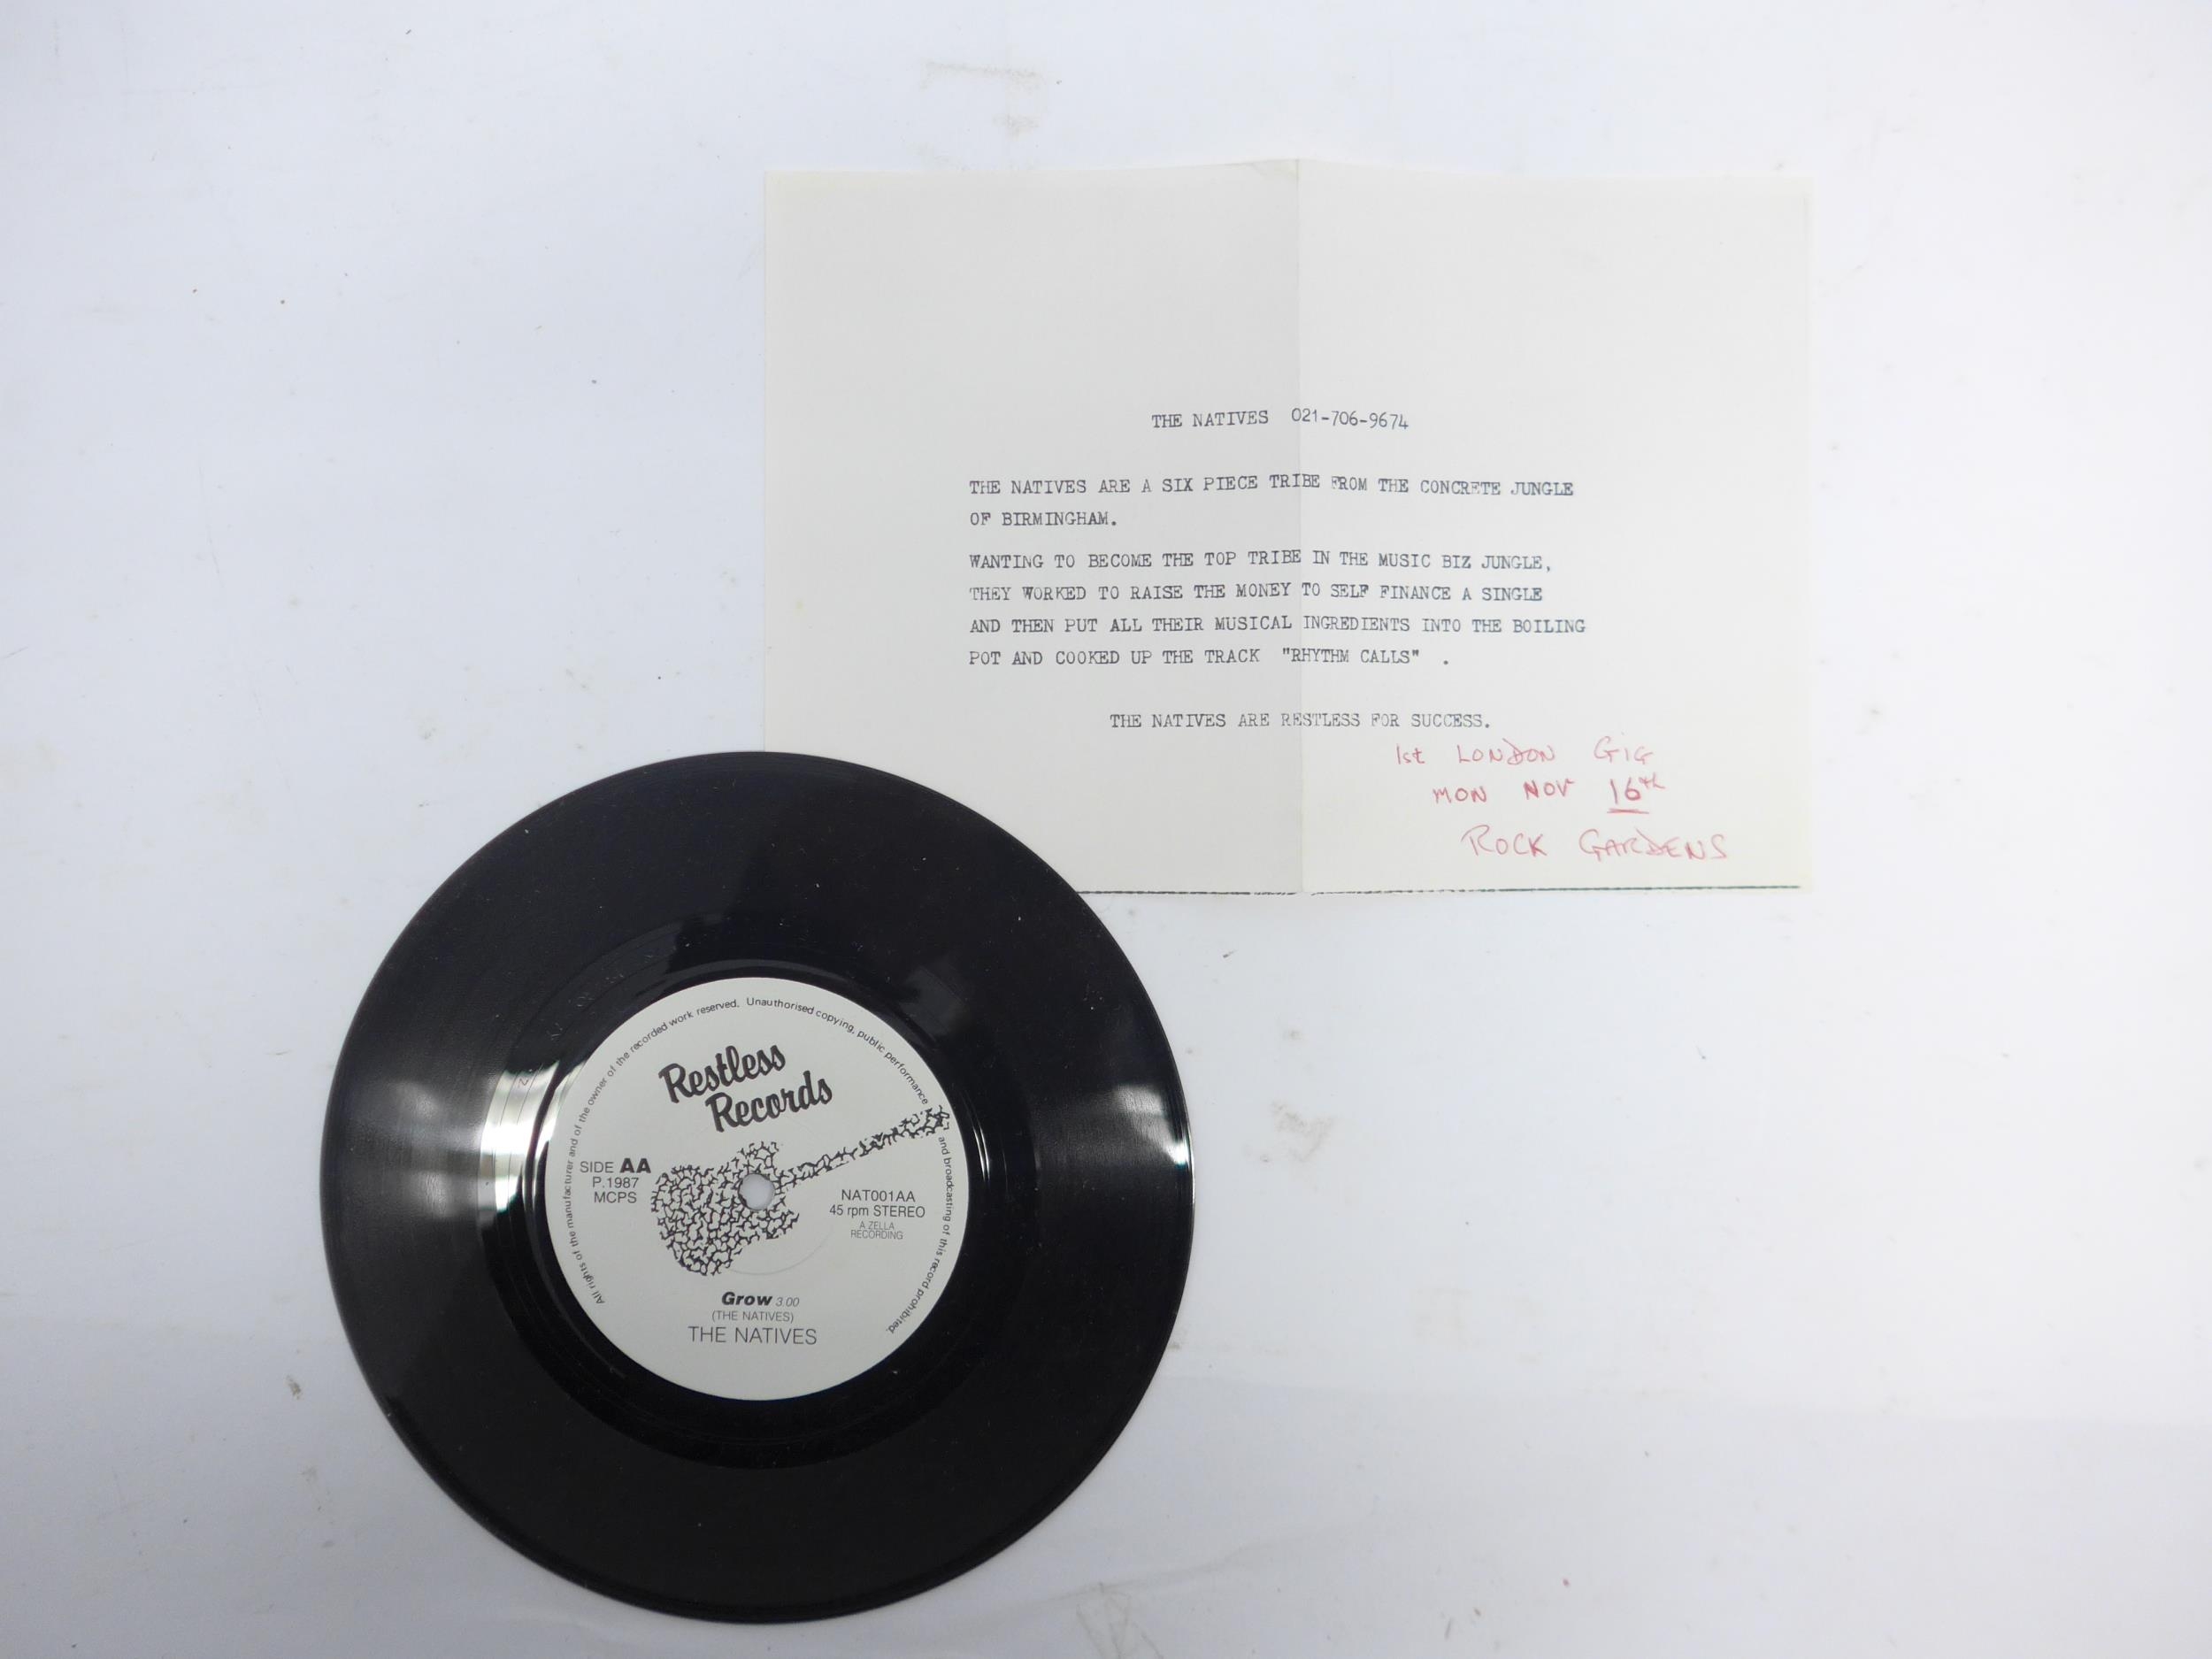 THE NATIVES 021-706-9674
THE NATIVES ARE A SIX PIECE TRIBE FROM THE CONCRETE JUNGLE
OF BIRMINGHAM.
WANTING TO BECOME THE TOP TRIBE IN THE MUSIC BIZ JUNGLE,
THEY WORKED TO RAISE THE MONEY TO SELF FINANCE A SINGLE
AND THEN PUT ALL THEIR MUSICAL INGREDIENTS INTO THE BOILING
POT AND COOKED UP THE TRACK "RHYTHM CALLS" .
THE NATIVES ARE RESTLESS FOR SUCCESS.
1st LONDON GIG
MON NOV 16th
ROCK GARDENS
All rights of the manufacturer and of the owner of the recorded work reserved. Unauthorised copying, public performance and broadcasting of this record prohibited.
Restless
Records
SIDE AA
P.1987
MCPS
NAT001AA
45 rpm STEREO
A ZELLA
RECORDING
Grow 3.00
(THE NATIVES)
THE NATIVES